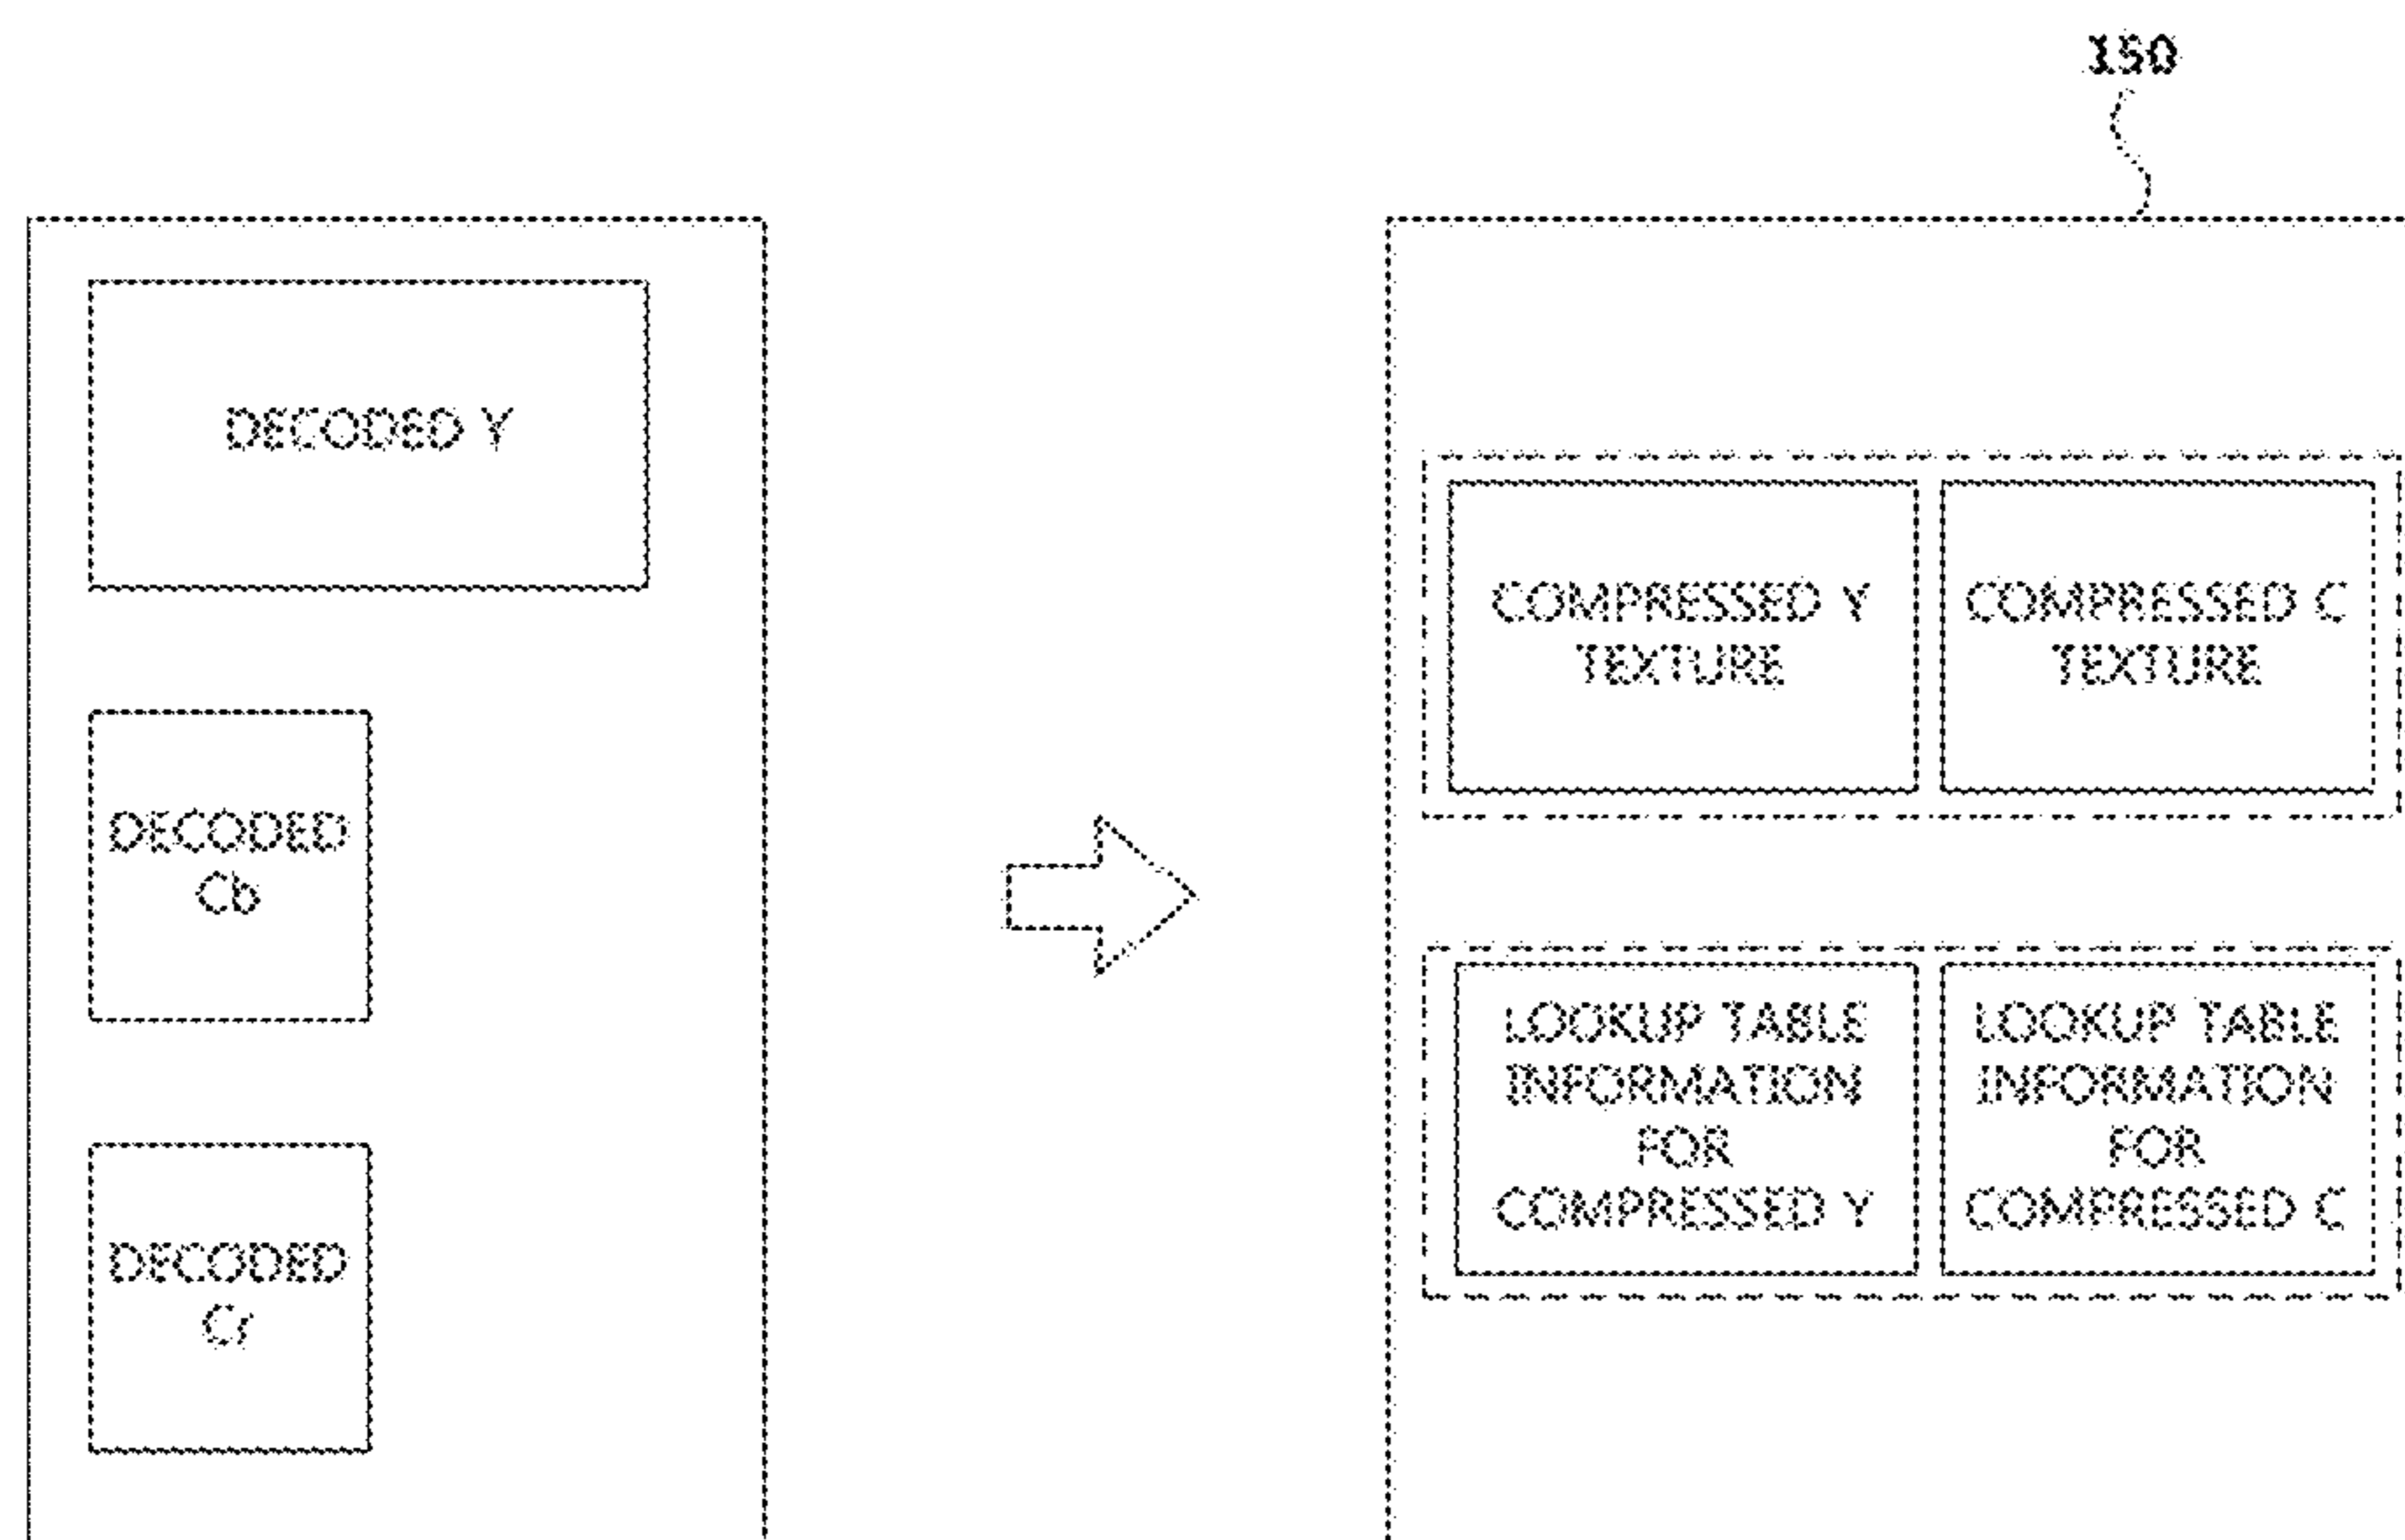 150
DECODED Y
DECODED
Cb
DECODED
Cr
COMPRESSED Y
TEXTURE
COMPRESSED C
TEXTURE
LOOKUP TABLE
INFORMATION
FOR
COMPRESSED Y
LOOKUP TABLE
INFORMATION
FOR
COMPRESSED C